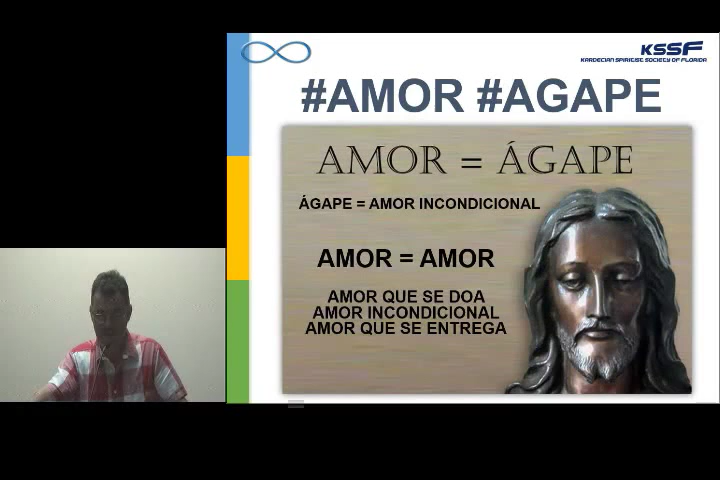 KSSF
KARDECIAN SPIRITIST SOCIETY OF FLORIDA
#AMOR #AGAPE
AMOR = ÁGAPE
ÁGAPE = AMOR INCONDICIONAL
AMOR = AMOR
AMOR QUE SE DOA
AMOR INCONDICIONAL
AMOR QUE SE ENTREGA